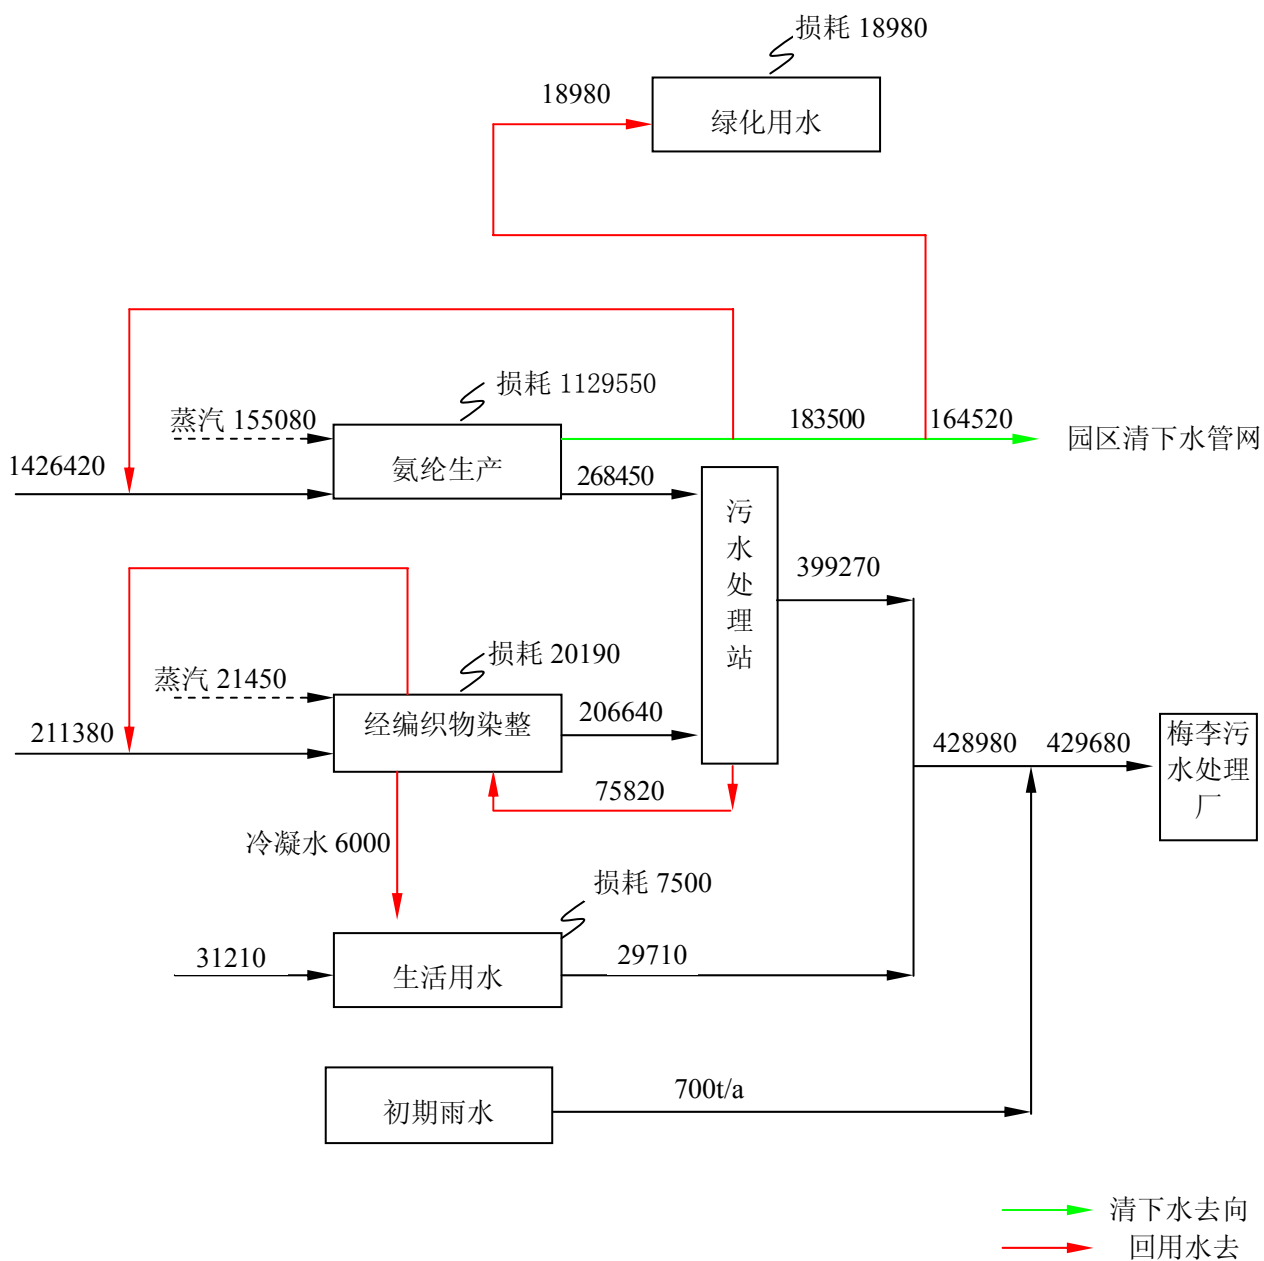 损耗 18980
18980
绿化用水
损耗 1129550
蒸汽 155080
183500
164520
园区清下水管网
1426420
氨纶生产
268450
污
水
处
理
站
399270
损耗 20190
蒸汽 21450
经编织物染整
206640
211380
428980
429680
梅李污
水处理
厂
75820
冷凝水 6000
损耗 7500
31210
生活用水
29710
初期雨水
700t/a
清下水去向
回用水去